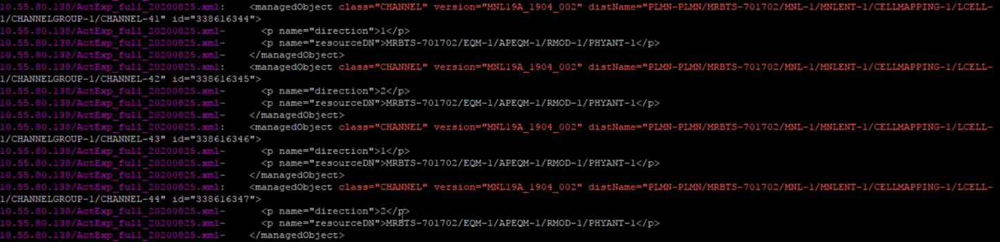 10.55.80.138/ActExp_full_20200825.xml:    <managedObject class="CHANNEL" version="MNL19A_1904_002" distName="PLMN-PLMN/MRBTS-701702/MNL-1/MNLENT-1/CELLMAPPING-1/LCELL-
1/CHANNELGROUP-1/CHANNEL-41" id="338616344">
10.55.80.138/ActExp_full_20200825.xml-      <p name="direction">1</p>
10.55.80.138/ActExp_full_20200825.xml-      <p name="resourceDN">MRBTS-701702/EQM-1/APEQM-1/RMOD-1/PHYANT-1</p>
10.55.80.138/ActExp_full_20200825.xml-    </managedObject>
10.55.80.138/ActExp_full_20200825.xml:    <managedObject class="CHANNEL" version="MNL19A_1904_002" distName="PLMN-PLMN/MRBTS-701702/MNL-1/MNLENT-1/CELLMAPPING-1/LCELL-
1/CHANNELGROUP-1/CHANNEL-42" id="338616345">
10.55.80.138/ActExp_full_20200825.xml-      <p name="direction">2</p>
10.55.80.138/ActExp_full_20200825.xml-      <p name="resourceDN">MRBTS-701702/EQM-1/APEQM-1/RMOD-1/PHYANT-1</p>
10.55.80.138/ActExp_full_20200825.xml-    </managedObject>
10.55.80.138/ActExp_full_20200825.xml:    <managedObject class="CHANNEL" version="MNL19A_1904_002" distName="PLMN-PLMN/MRBTS-701702/MNL-1/MNLENT-1/CELLMAPPING-1/LCELL-
1/CHANNELGROUP-1/CHANNEL-43" id="338616346">
10.55.80.138/ActExp_full_20200825.xml-      <p name="direction">1</p>
10.55.80.138/ActExp_full_20200825.xml-      <p name="resourceDN">MRBTS-701702/EQM-1/APEQM-1/RMOD-1/PHYANT-1</p>
10.55.80.138/ActExp_full_20200825.xml-    </managedObject>
10.55.80.138/ActExp_full_20200825.xml:    <managedObject class="CHANNEL" version="MNL19A_1904_002" distName="PLMN-PLMN/MRBTS-701702/MNL-1/MNLENT-1/CELLMAPPING-1/LCELL-
1/CHANNELGROUP-1/CHANNEL-44" id="338616347">
10.55.80.138/ActExp_full_20200825.xml-      <p name="direction">2</p>
10.55.80.138/ActExp_full_20200825.xml-      <p name="resourceDN">MRBTS-701702/EQM-1/APEQM-1/RMOD-1/PHYANT-1</p>
10.55.80.138/ActExp_full_20200825.xml-    </managedObject>